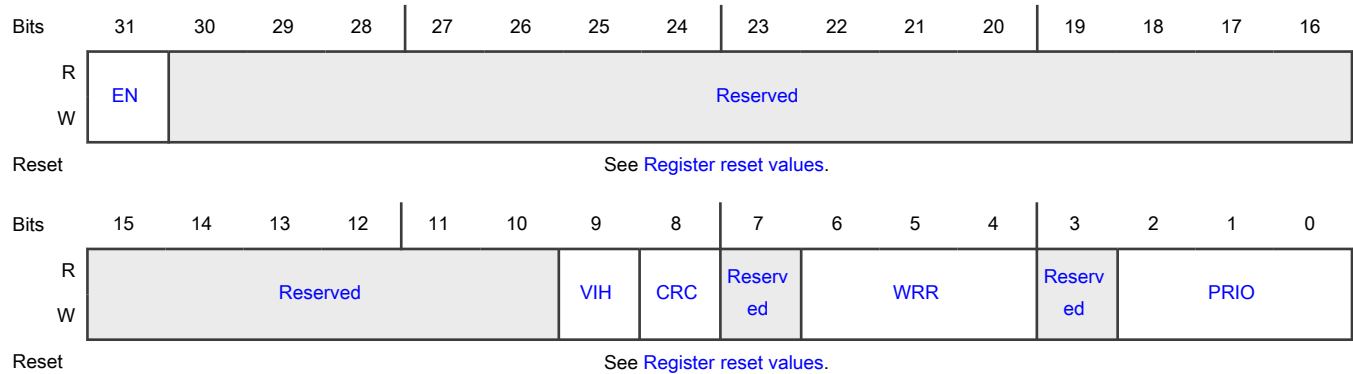 Bits 31 30 29 28 27 26 25 24 23 22 21 20 19 18 17 16
R
EN Reserved
W
Reset See Register reset values.
Bits 15 14 13 12 11 10 9 8 7 6 5 4 3 2 1 0
R
Reserved VIH CRC Reserv ed WRR Reserv ed PRIO
W
Reset See Register reset values.